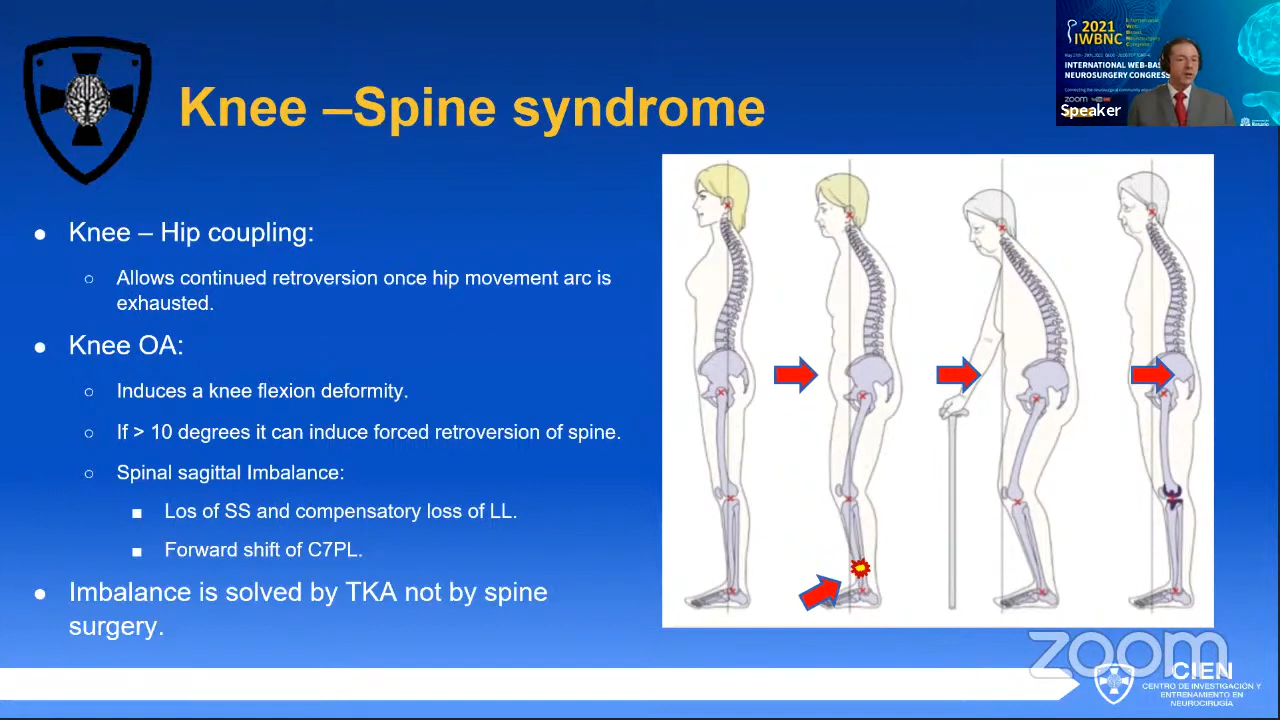 Knee –Spine syndrome
2021
IWBNC
INTERNATIONAL WEB-BAS
NEUROSURGERY CONGRESS
zoom
Speaker
● Knee – Hip coupling:
○ Allows continued retroversion once hip movement arc is
exhausted.
● Knee OA:
○ Induces a knee flexion deformity.
○ If > 10 degrees it can induce forced retroversion of spine.
○ Spinal sagittal Imbalance:
■ Los of SS and compensatory loss of LL.
■ Forward shift of C7PL.
● Imbalance is solved by TKA not by spine
surgery.
zoom
CIEN
CENTRO DE INVESTIGACIÓN Y
ENTRENAMIENTO EN
NEUROCIRUGÍA